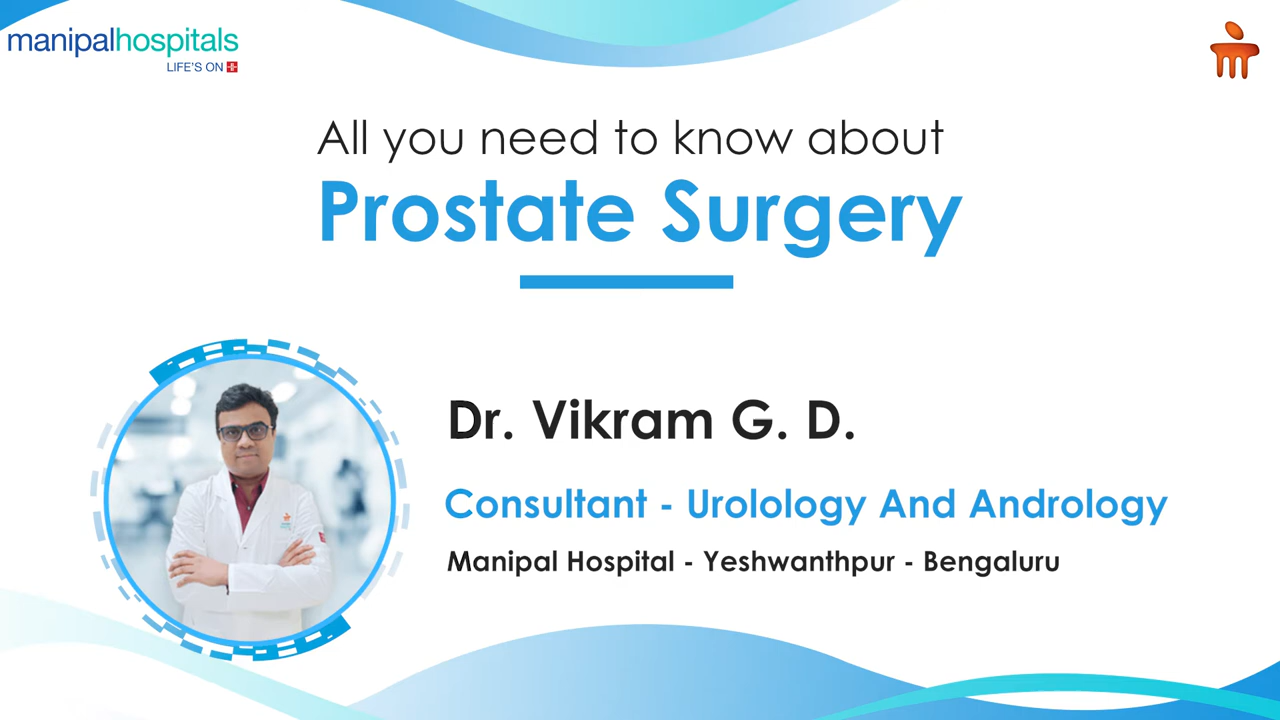 manipalhospitals
LIFE'S ON
All you need to know about
Prostate Surgery
Dr. Vikram G. D.
Consultant - Urolology And Andrology
Manipal Hospital - Yeshwanthpur - Bengaluru